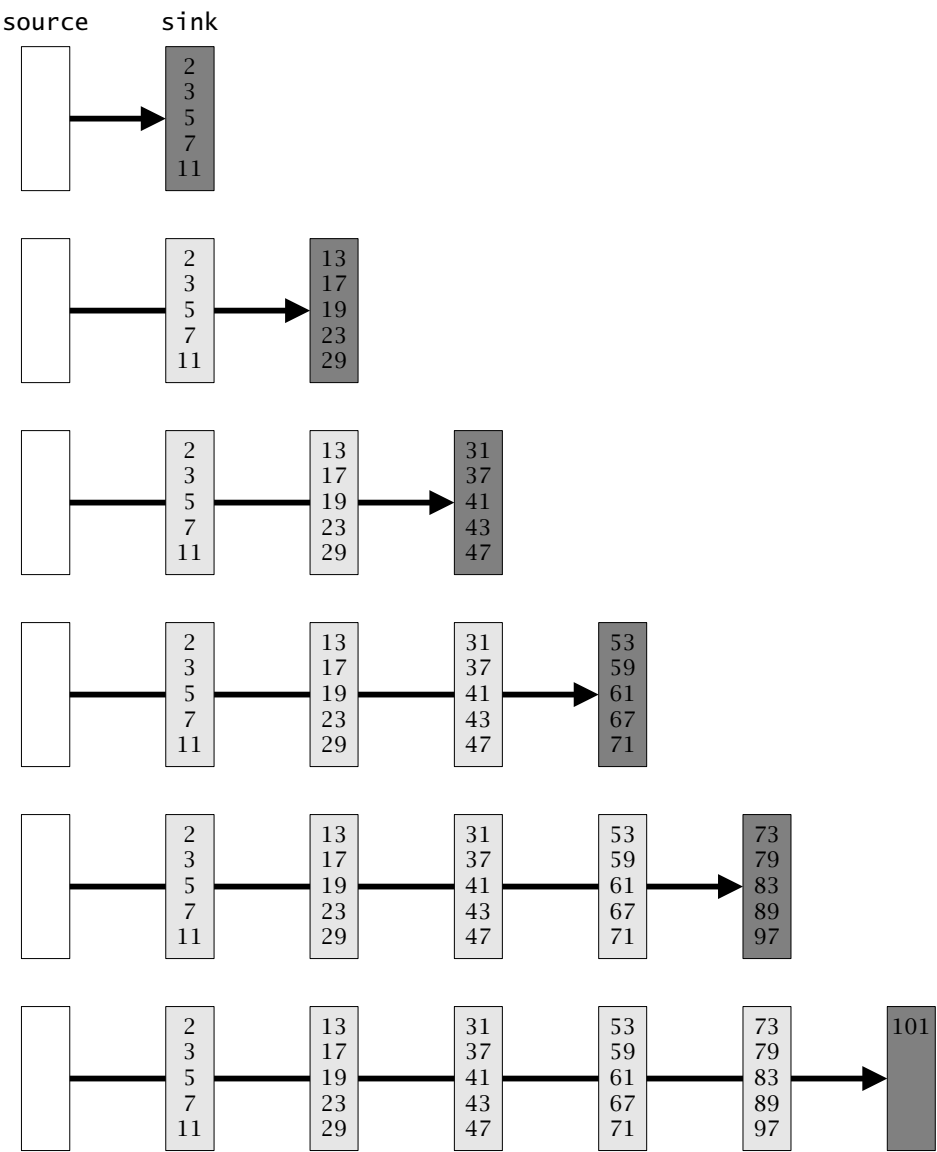 source sink
2
3
5
7
11
2 13
3 17
5 19
7 23
11 29
2 13 31
3 17 37
5 19 41
7 23 43
11 29 47
2 13 31 53
3 17 37 59
5 19 41 61
7 23 43 67
11 29 47 71
2 13 31 53 73
3 17 37 59 79
5 19 41 61 83
7 23 43 67 89
11 29 47 71 97
2 13 31 53 73 101
3 17 37 59 79
5 19 41 61 83
7 23 43 67 89
11 29 47 71 97